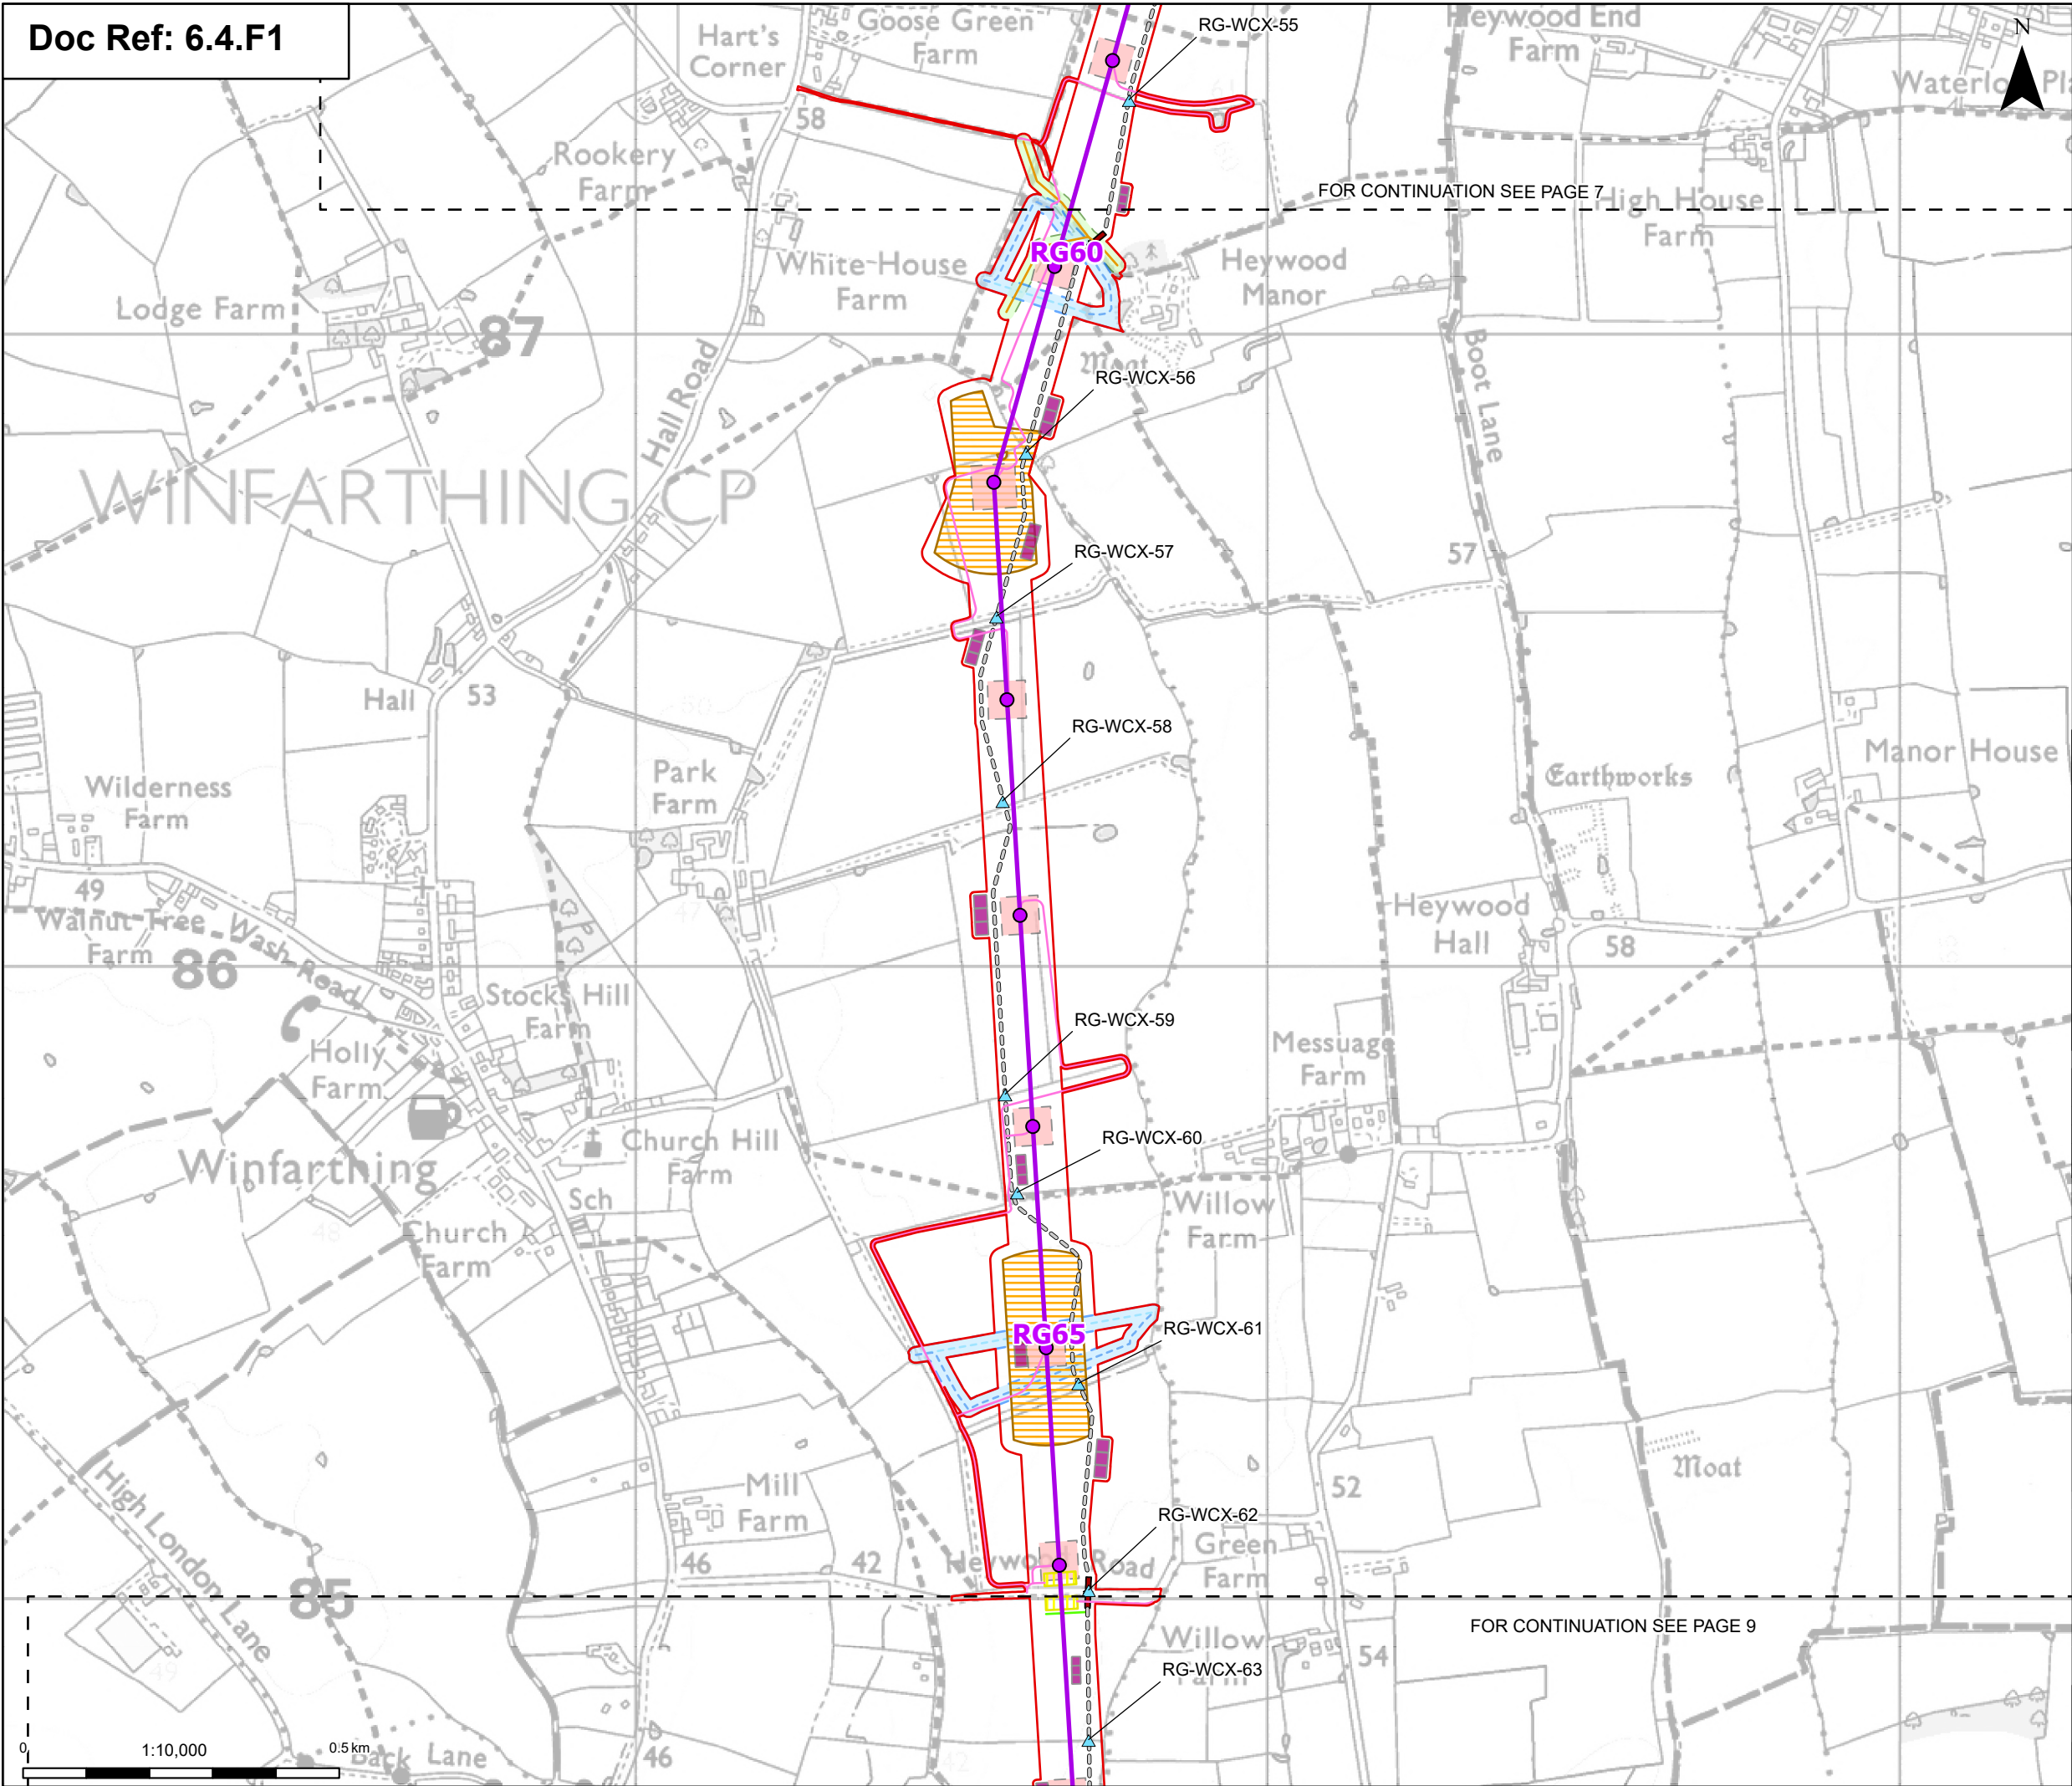 Doc Ref: 6.4.F1
Goose Green
Farm
RG-WCX-55
Heywood End
Farm
N
Hart's
Corner
58
Rookery
Farm
FOR CONTINUATION SEE PAGE 7
High House
Farm
RG60
White House
Farm
Heywood
Manor
Lodge Farm
87
Hall Road
Moat
RG-WCX-56
Boot Lane
WINFARTHING CP
RG-WCX-57
57
Hall
53
RG-WCX-58
Manor House
Park
Farm
Earthworks
Wilderness
Farm
49
Walnut Tree
Farm
Wash Road
47
Heywood
Hall
58
86
Stocks Hill
Farm
RG-WCX-59
Holly
Farm
Messuage
Farm
Church Hill
Farm
RG-WCX-60
Winfarthing
Sch
Willow
Farm
48
Church
Farm
RG65
RG-WCX-61
Moat
High London Lane
Mill
Farm
52
RG-WCX-62
46
42
Heywood Road
Green
Farm
85
FOR CONTINUATION SEE PAGE 9
Willow
Farm
54
RG-WCX-63
49
0
1:10,000
0.5 km
Back Lane
46
42